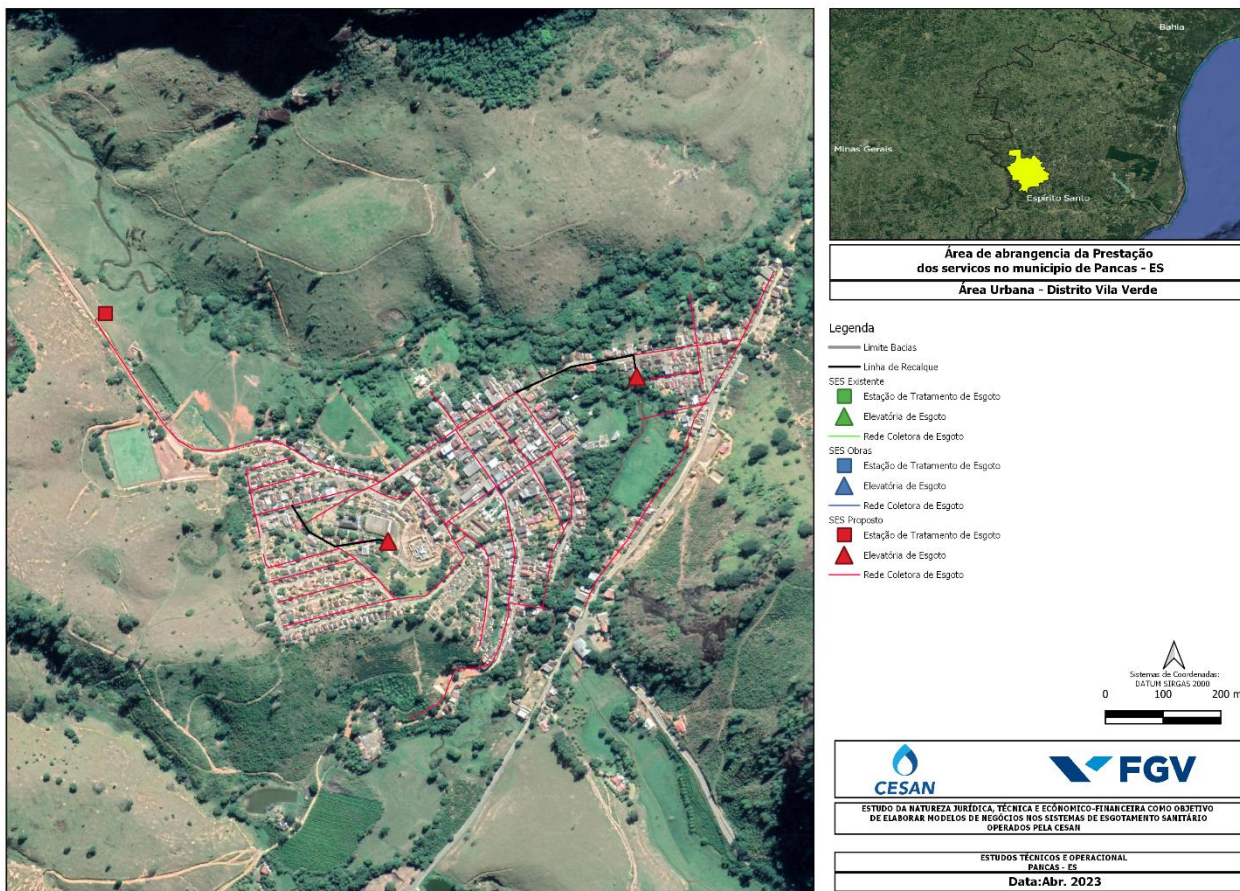 Bahia
Minas Gerais
Espírito Santo
Área de abrangencia da Prestação
dos servicos no municipio de Pancas - ES
Área Urbana - Distrito Vila Verde
Legenda
Limite Bacias
Linha de Recalque
SES Existente
Estação de Tratamento de Esgoto
Elevatória de Esgoto
Rede Coletora de Esgoto
SES Obras
Estação de Tratamento de Esgoto
Elevatória de Esgoto
Rede Coletora de Esgoto
SES Proposto
Estação de Tratamento de Esgoto
Elevatória de Esgoto
Rede Coletora de Esgoto
Sistemas de Coordenadas:
DATUM SIRGAS 2000
0 100 200 m
CESAN
FGV
ESTUDO DA NATUREZA JURÍDICA, TÉCNICA E ECÔNOMICO-FINANCEIRA COMO OBJETIVO
DE ELABORAR MODELOS DE NEGÓCIOS NOS SISTEMAS DE ESGOTAMENTO SANITÁRIO
OPERADOS PELA CESAN
ESTUDOS TÉCNICOS E OPERACIONAL
PANCAS - ES
Data:Abr. 2023